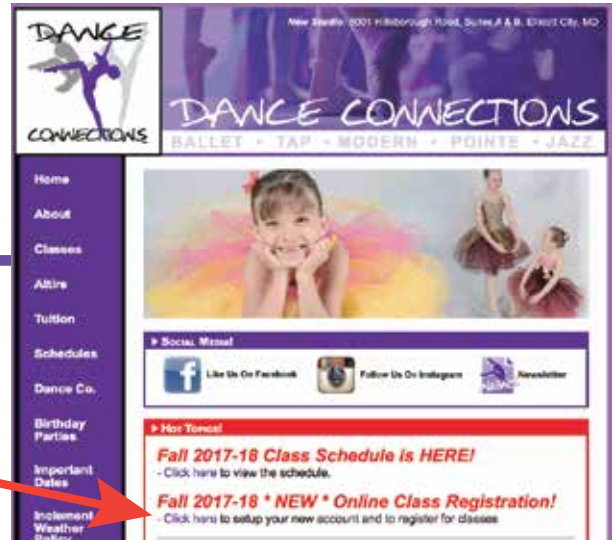 DANCE
CONNECTIONS
New Studio: 8001 Hillsborough Road, Suites A & B, Ellicott City, MD
DANCE CONNECTIONS
BALLET • TAP • MODERN • POINTE • JAZZ
Home
About
Classes
Attire
Tuition
Schedules
Dance Co.
Birthday
Parties
Important
Dates
Inclement
Weather
Policy
Social Media!
Like Us On Facebook
Follow Us On Instagram
Newsletter
Hot Topics!
Fall 2017-18 Class Schedule is HERE!
- Click here to view the schedule.
Fall 2017-18 * NEW * Online Class Registration!
- Click here to setup your new account and to register for classes